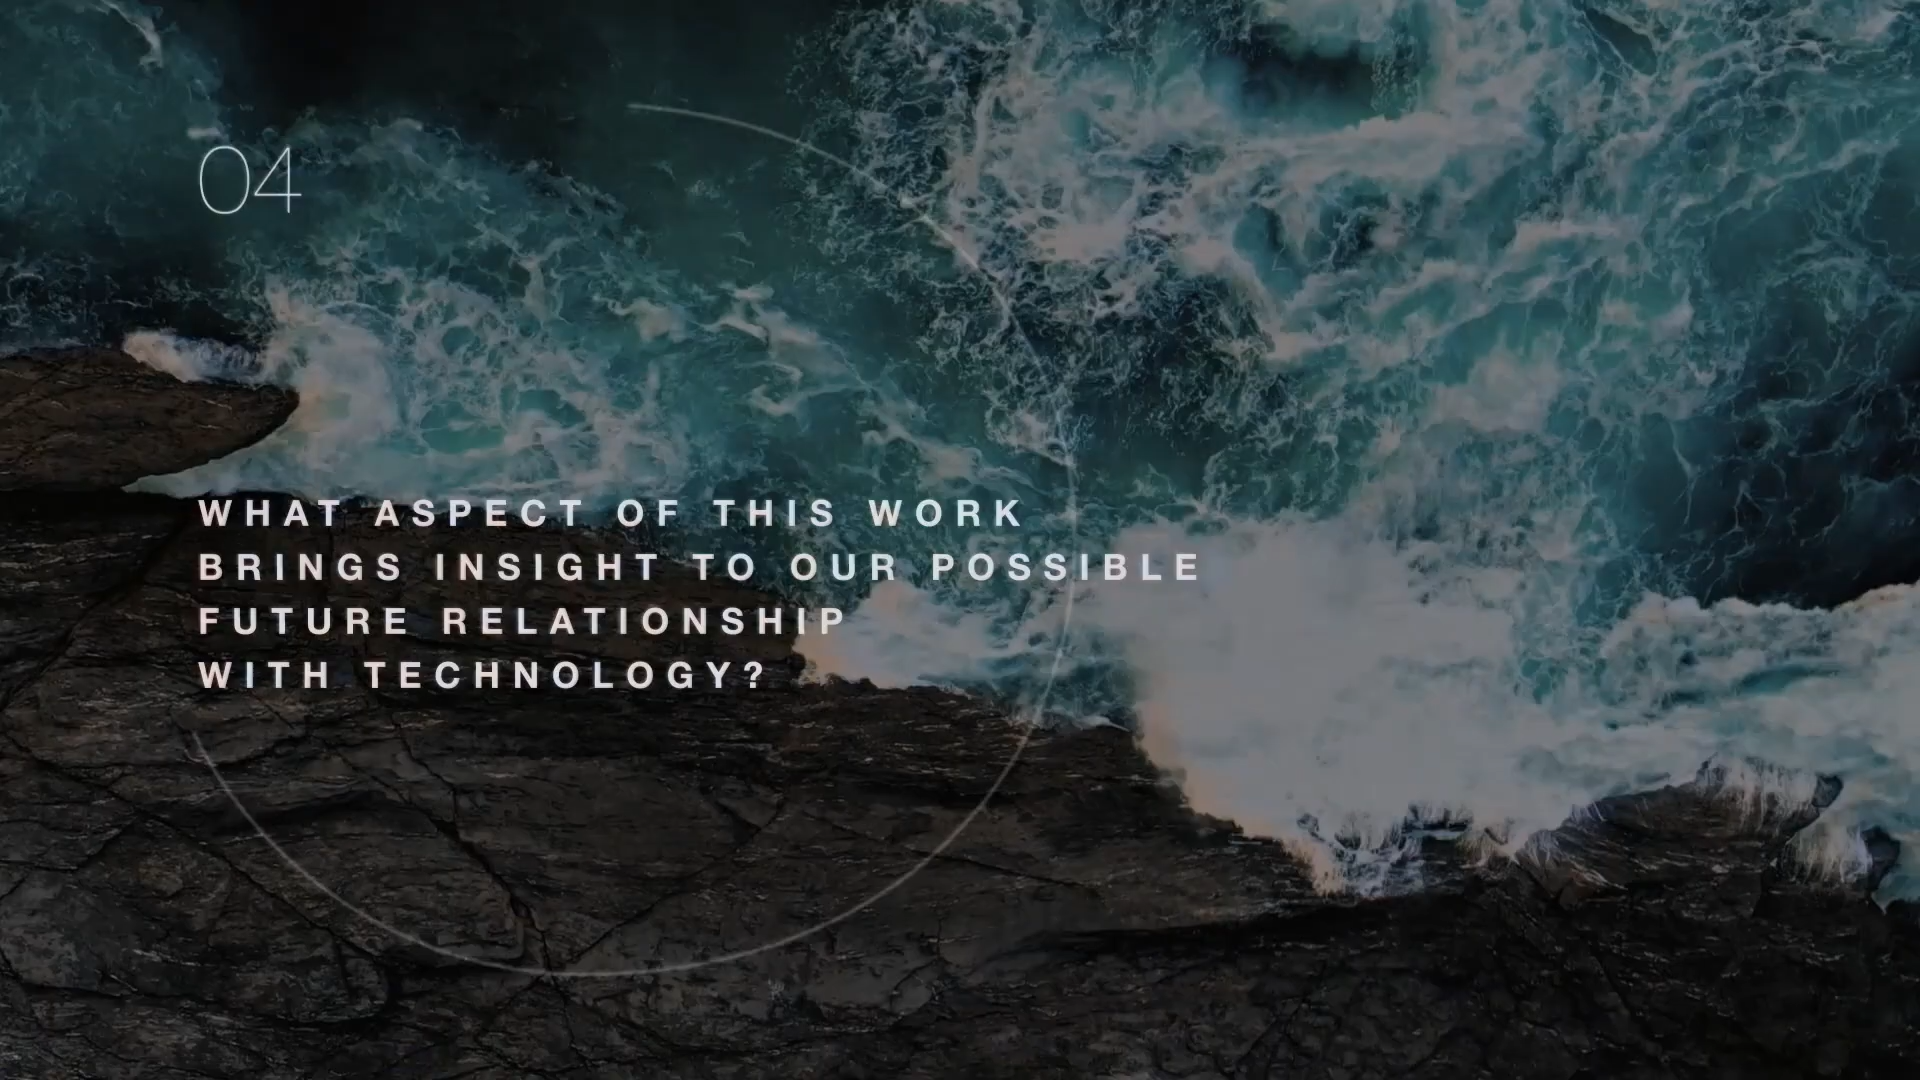 04
WHAT ASPECT OF THIS WORK
BRINGS INSIGHT TO OUR POSSIBLE
FUTURE RELATIONSHIP
WITH TECHNOLOGY?